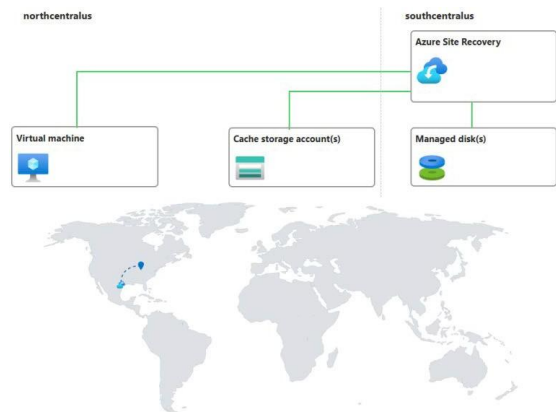 northcentralus
southcentralus
Azure Site Recovery
Virtual machine
Cache storage account(s)
Managed disk(s)